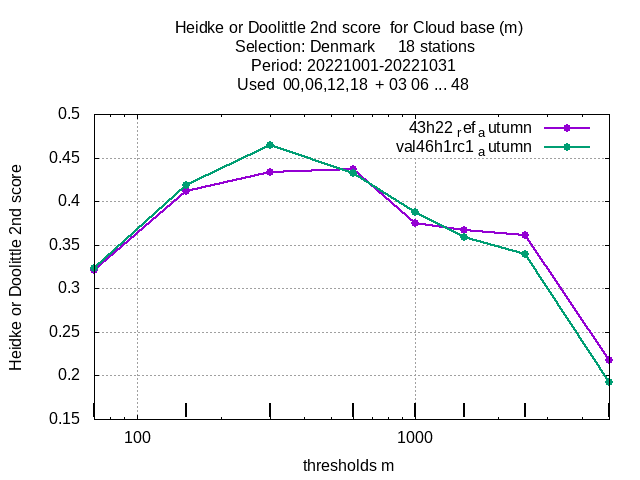 Heidke or Doolittle 2nd score  for Cloud base (m)
Selection: Denmark     18 stations
Period: 20221001-20221031
Used  00,06,12,18  + 03 06 ... 48
43h22_ref_autumn
val46h1rc1_autumn
Heidke or Doolittle 2nd score
0.5
0.45
0.4
0.35
0.3
0.25
0.2
0.15
100
1000
thresholds m